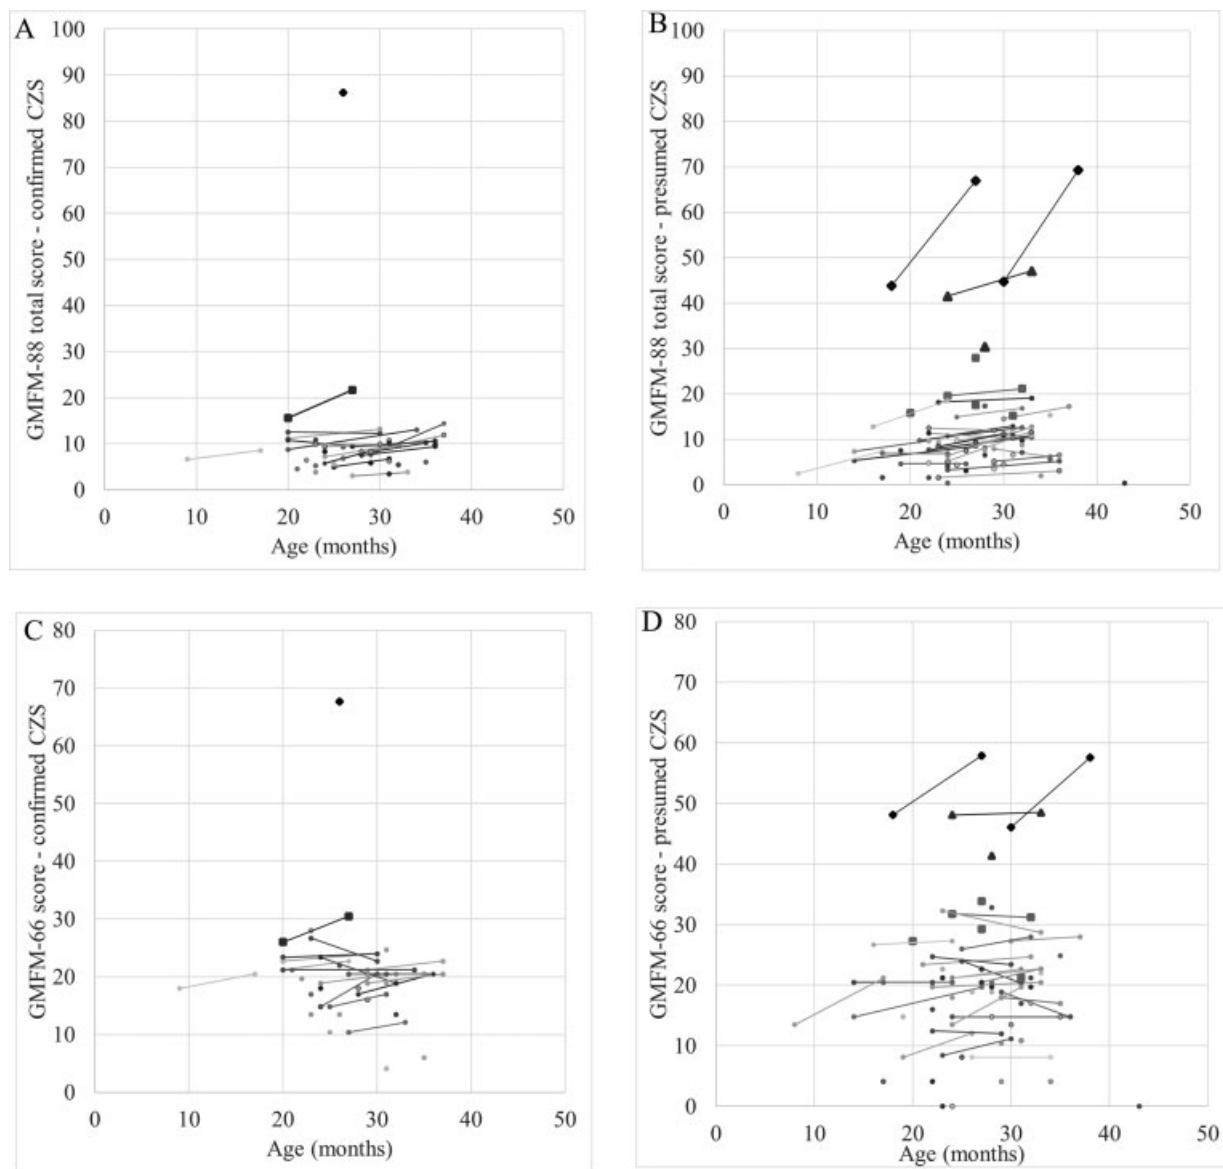 A
GMFM-88 total score - confirmed CZS
100
90
80
70
60
50
40
30
20
10
0
0 10 20 30 40 50
Age (months)
B
GMFM-88 total score - presumed CZS
100
90
80
70
60
50
40
30
20
10
0
0 10 20 30 40 50
Age (months)
C
GMFM-66 score - confirmed CZS
80
70
60
50
40
30
20
10
0
0 10 20 30 40 50
Age (months)
D
GMFM-66 score - presumed CZS
80
70
60
50
40
30
20
10
0
0 10 20 30 40 50
Age (months)